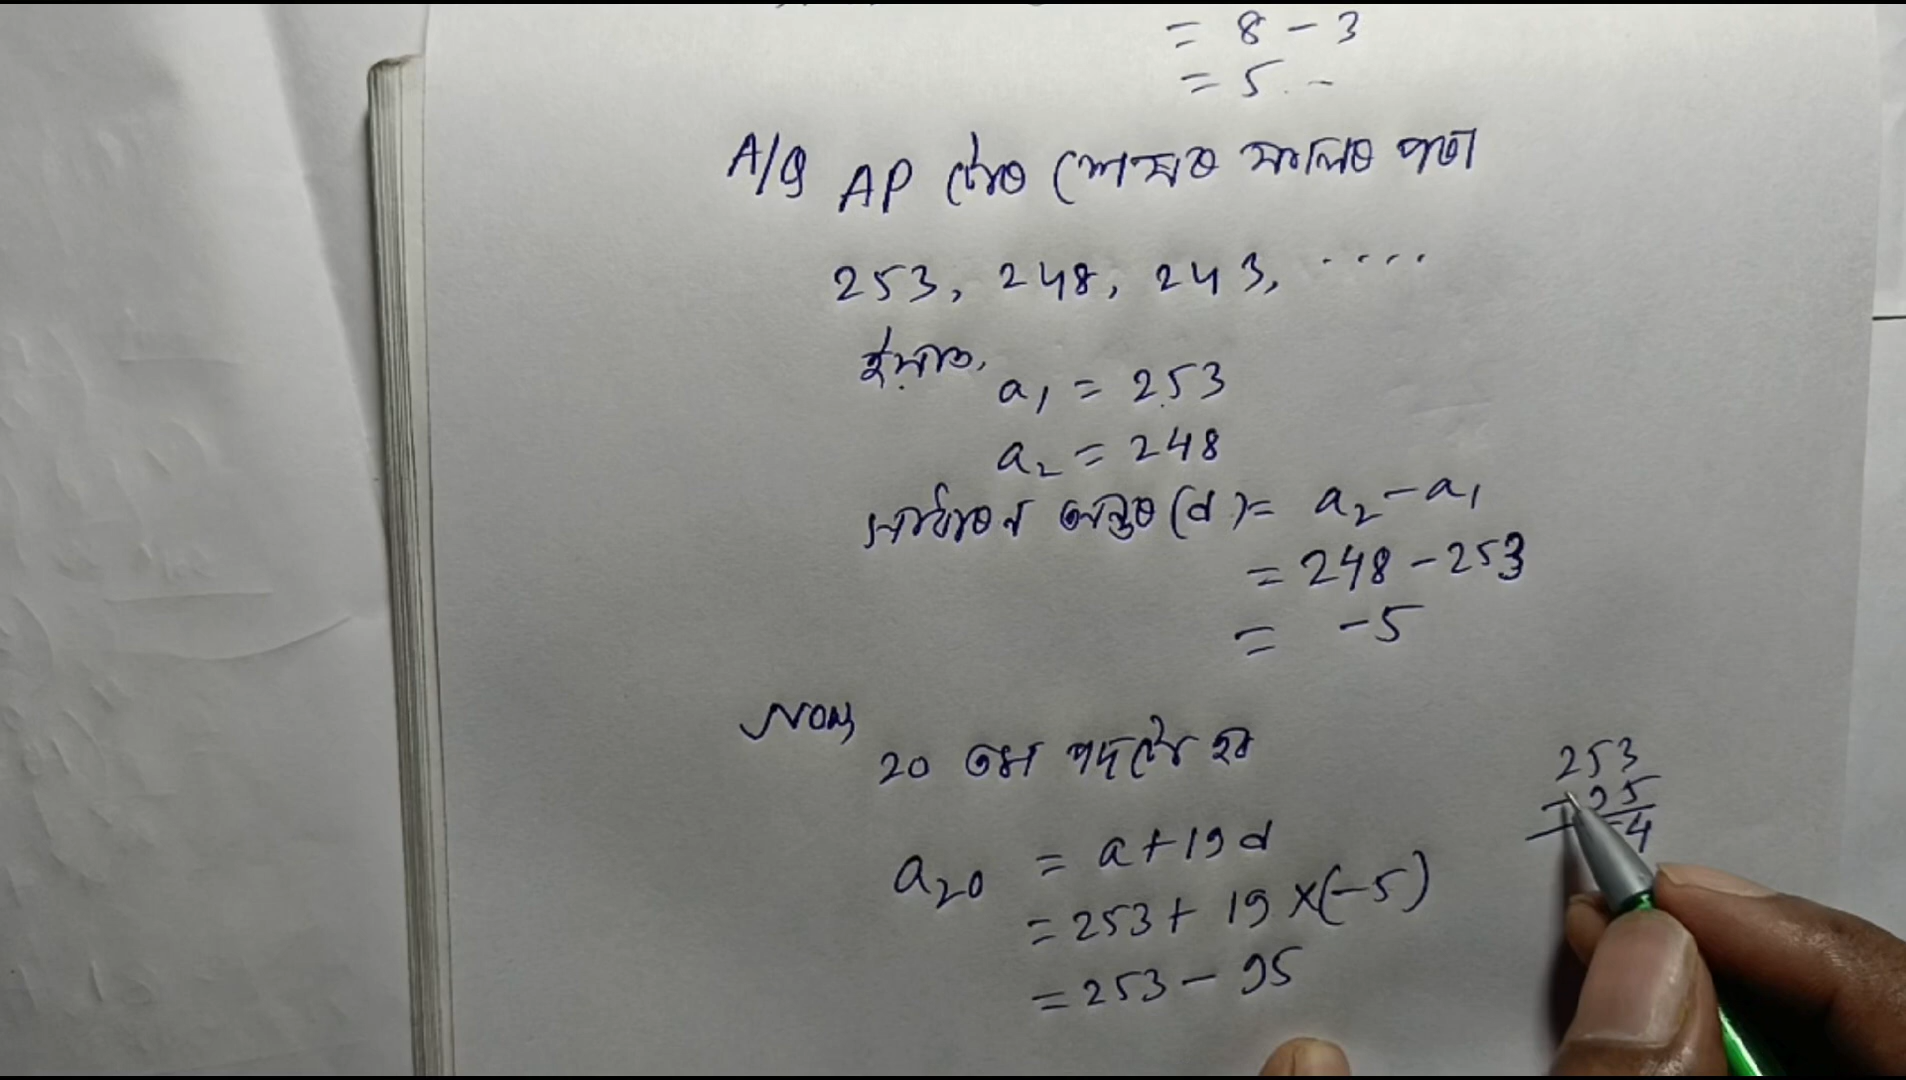 = 8 - 3
= 5
A/Q AP টোৰ শেষৰ ফালৰ পৰা
253, 248, 243, ....
ইয়াত,
a₁ = 253
a₂ = 248
সাধাৰণ অন্তৰ (d) = a₂ - a₁
= 248 - 253
= -5
Now,
20 তম পদটো হ'ব
a₂₀ = a + 19d
= 253 + 19 × (-5)
= 253 - 95
253
- 95
4